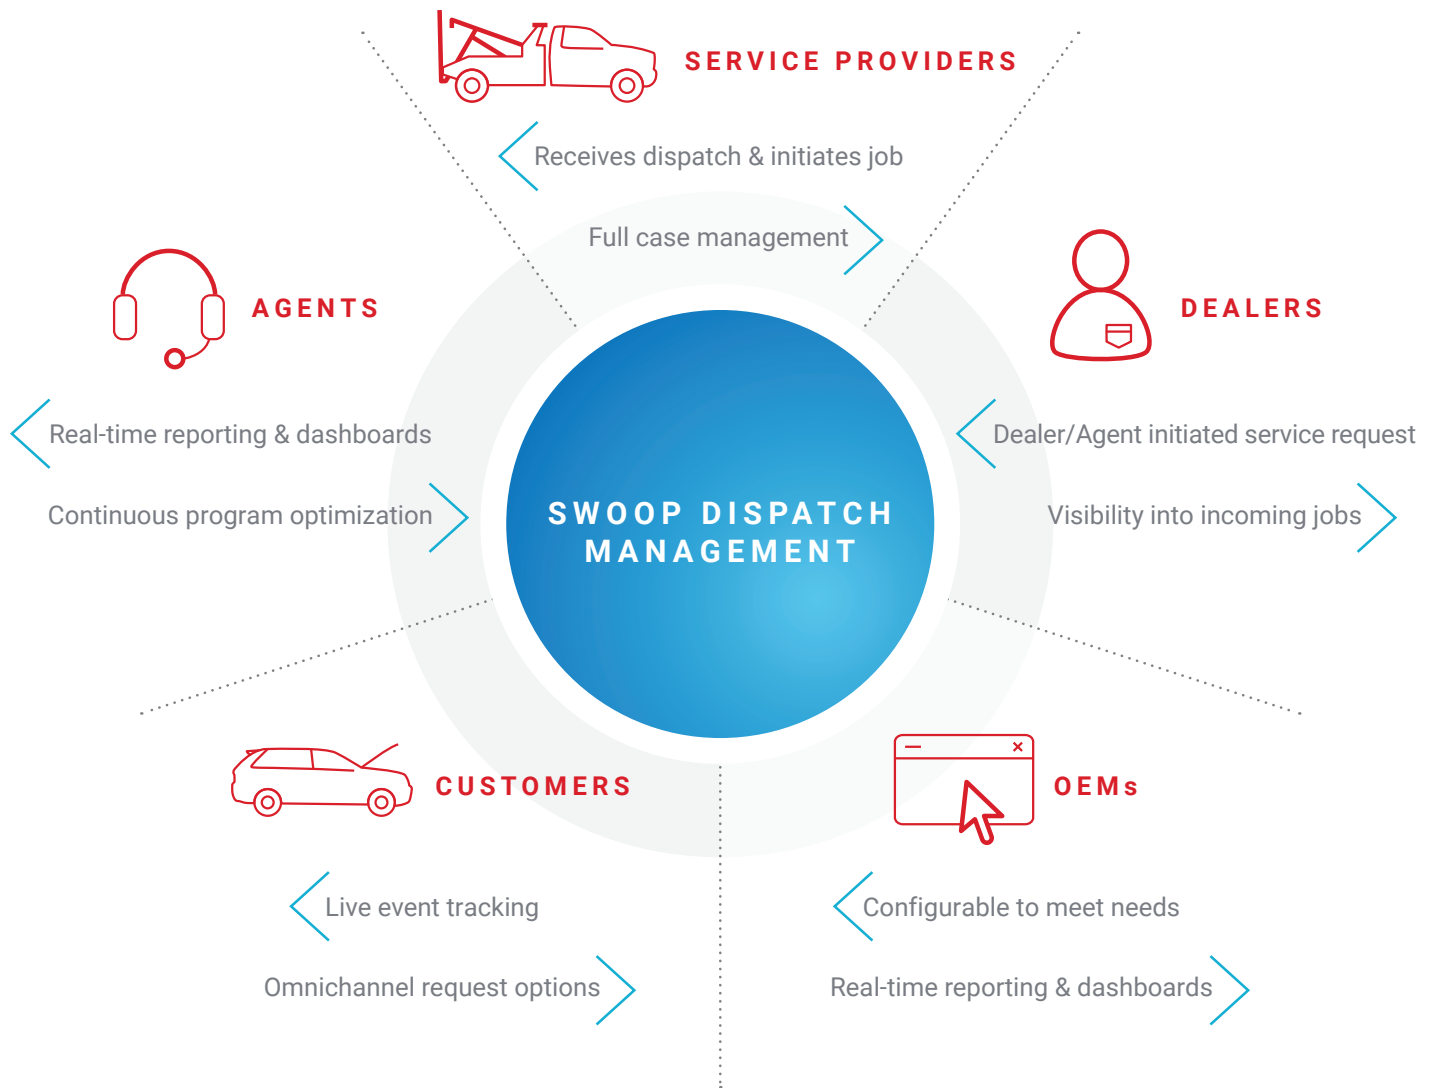 SERVICE PROVIDERS
Receives dispatch & initiates job
Full case management
AGENTS
Real-time reporting & dashboards
Continuous program optimization
DEALERS
Dealer/Agent initiated service request
Visibility into incoming jobs
SWOOP DISPATCH
MANAGEMENT
CUSTOMERS
Live event tracking
Omnichannel request options
OEMs
Configurable to meet needs
Real-time reporting & dashboards